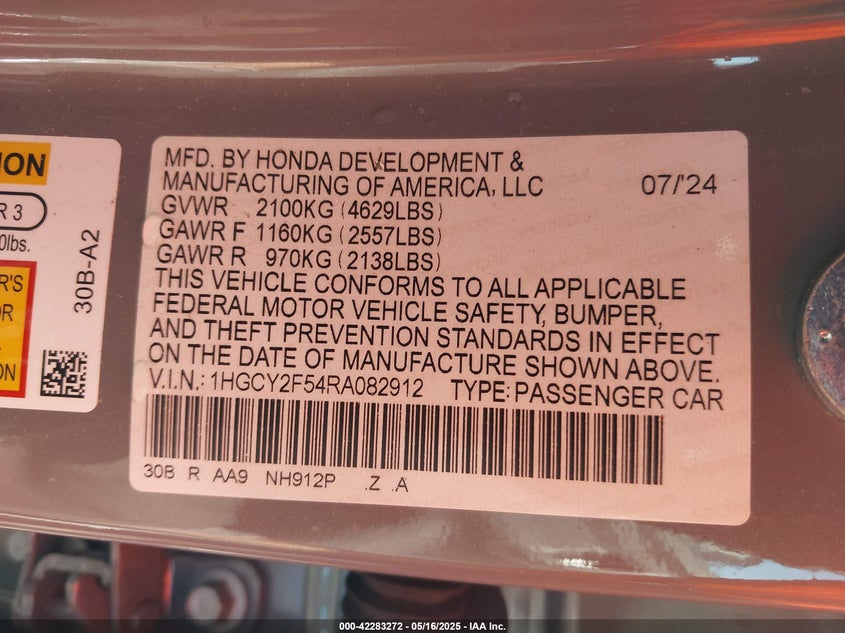 ION
R 3
0lbs.
30B-A2
R'S
OR
ON
MFD. BY HONDA DEVELOPMENT &
MANUFACTURING OF AMERICA, LLC 07/'24
GVWR 2100KG (4629LBS)
GAWR F 1160KG (2557LBS)
GAWR R 970KG (2138LBS)
THIS VEHICLE CONFORMS TO ALL APPLICABLE
FEDERAL MOTOR VEHICLE SAFETY, BUMPER,
AND THEFT PREVENTION STANDARDS IN EFFECT
ON THE DATE OF MANUFACTURE SHOWN ABOVE.
V.I.N.: 1HGCY2F54RA082912 TYPE: PASSENGER CAR
30B R AA9 NH912P .Z .A
000-42283272 - 05/16/2025 - IAA Inc.